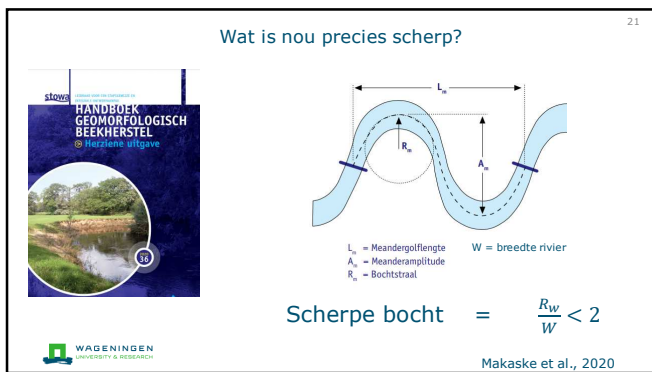 21
Wat is nou precies scherp?
stowa
HANDBOEK
GEOMORFOLOGISCH
BEEKHERSTEL
Herziene uitgave
36
Lm
Rm
Am
Lm = Meandergolflengte
Am = Meanderamplitude
Rm = Bochtstraal
W = breedte rivier
Scherpe bocht = R_W/W < 2
WAGENINGEN
UNIVERSITY & RESEARCH
Makaske et al., 2020